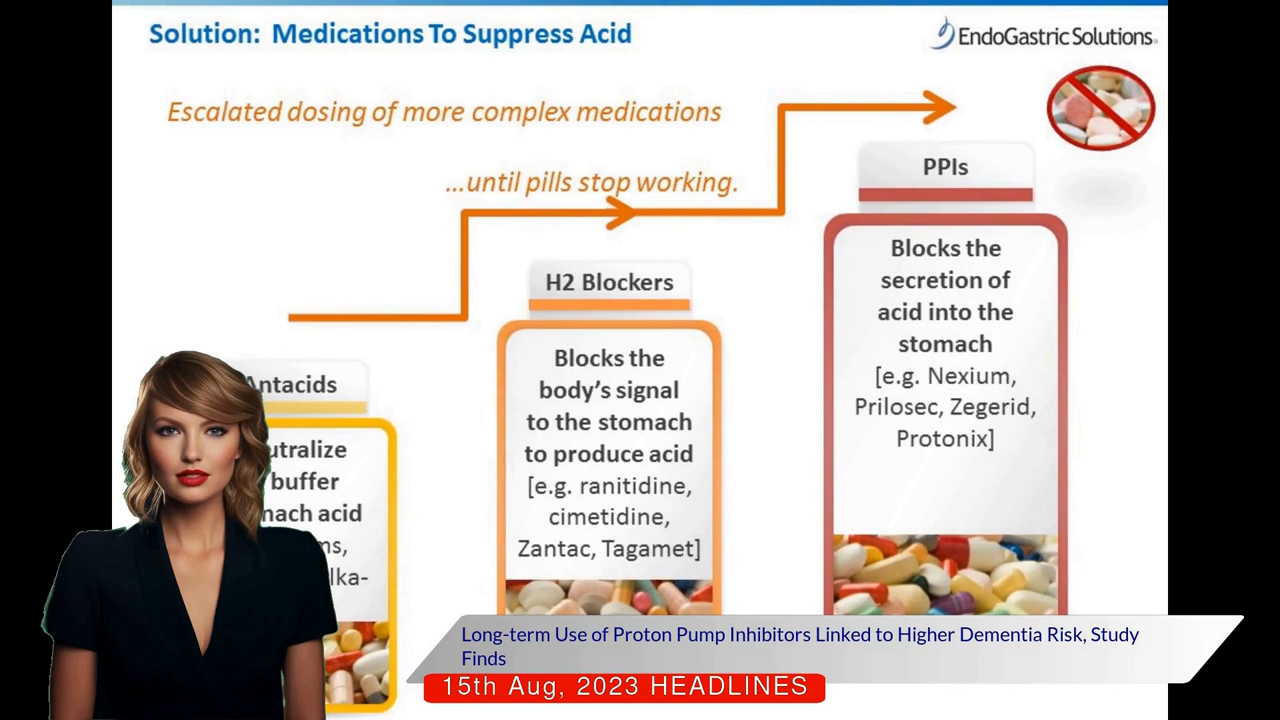 Solution: Medications To Suppress Acid
EndoGastric Solutions
Escalated dosing of more complex medications
...until pills stop working.
PPIs
Blocks the
secretion of
acid into the
stomach
[e.g. Nexium,
Prilosec, Zegerid,
Protonix]
H2 Blockers
Blocks the
body's signal
to the stomach
to produce acid
[e.g. ranitidine,
cimetidine,
Zantac, Tagamet]
Antacids
buffer
acid
Long-term Use of Proton Pump Inhibitors Linked to Higher Dementia Risk, Study
Finds
15th Aug, 2023 HEADLINES